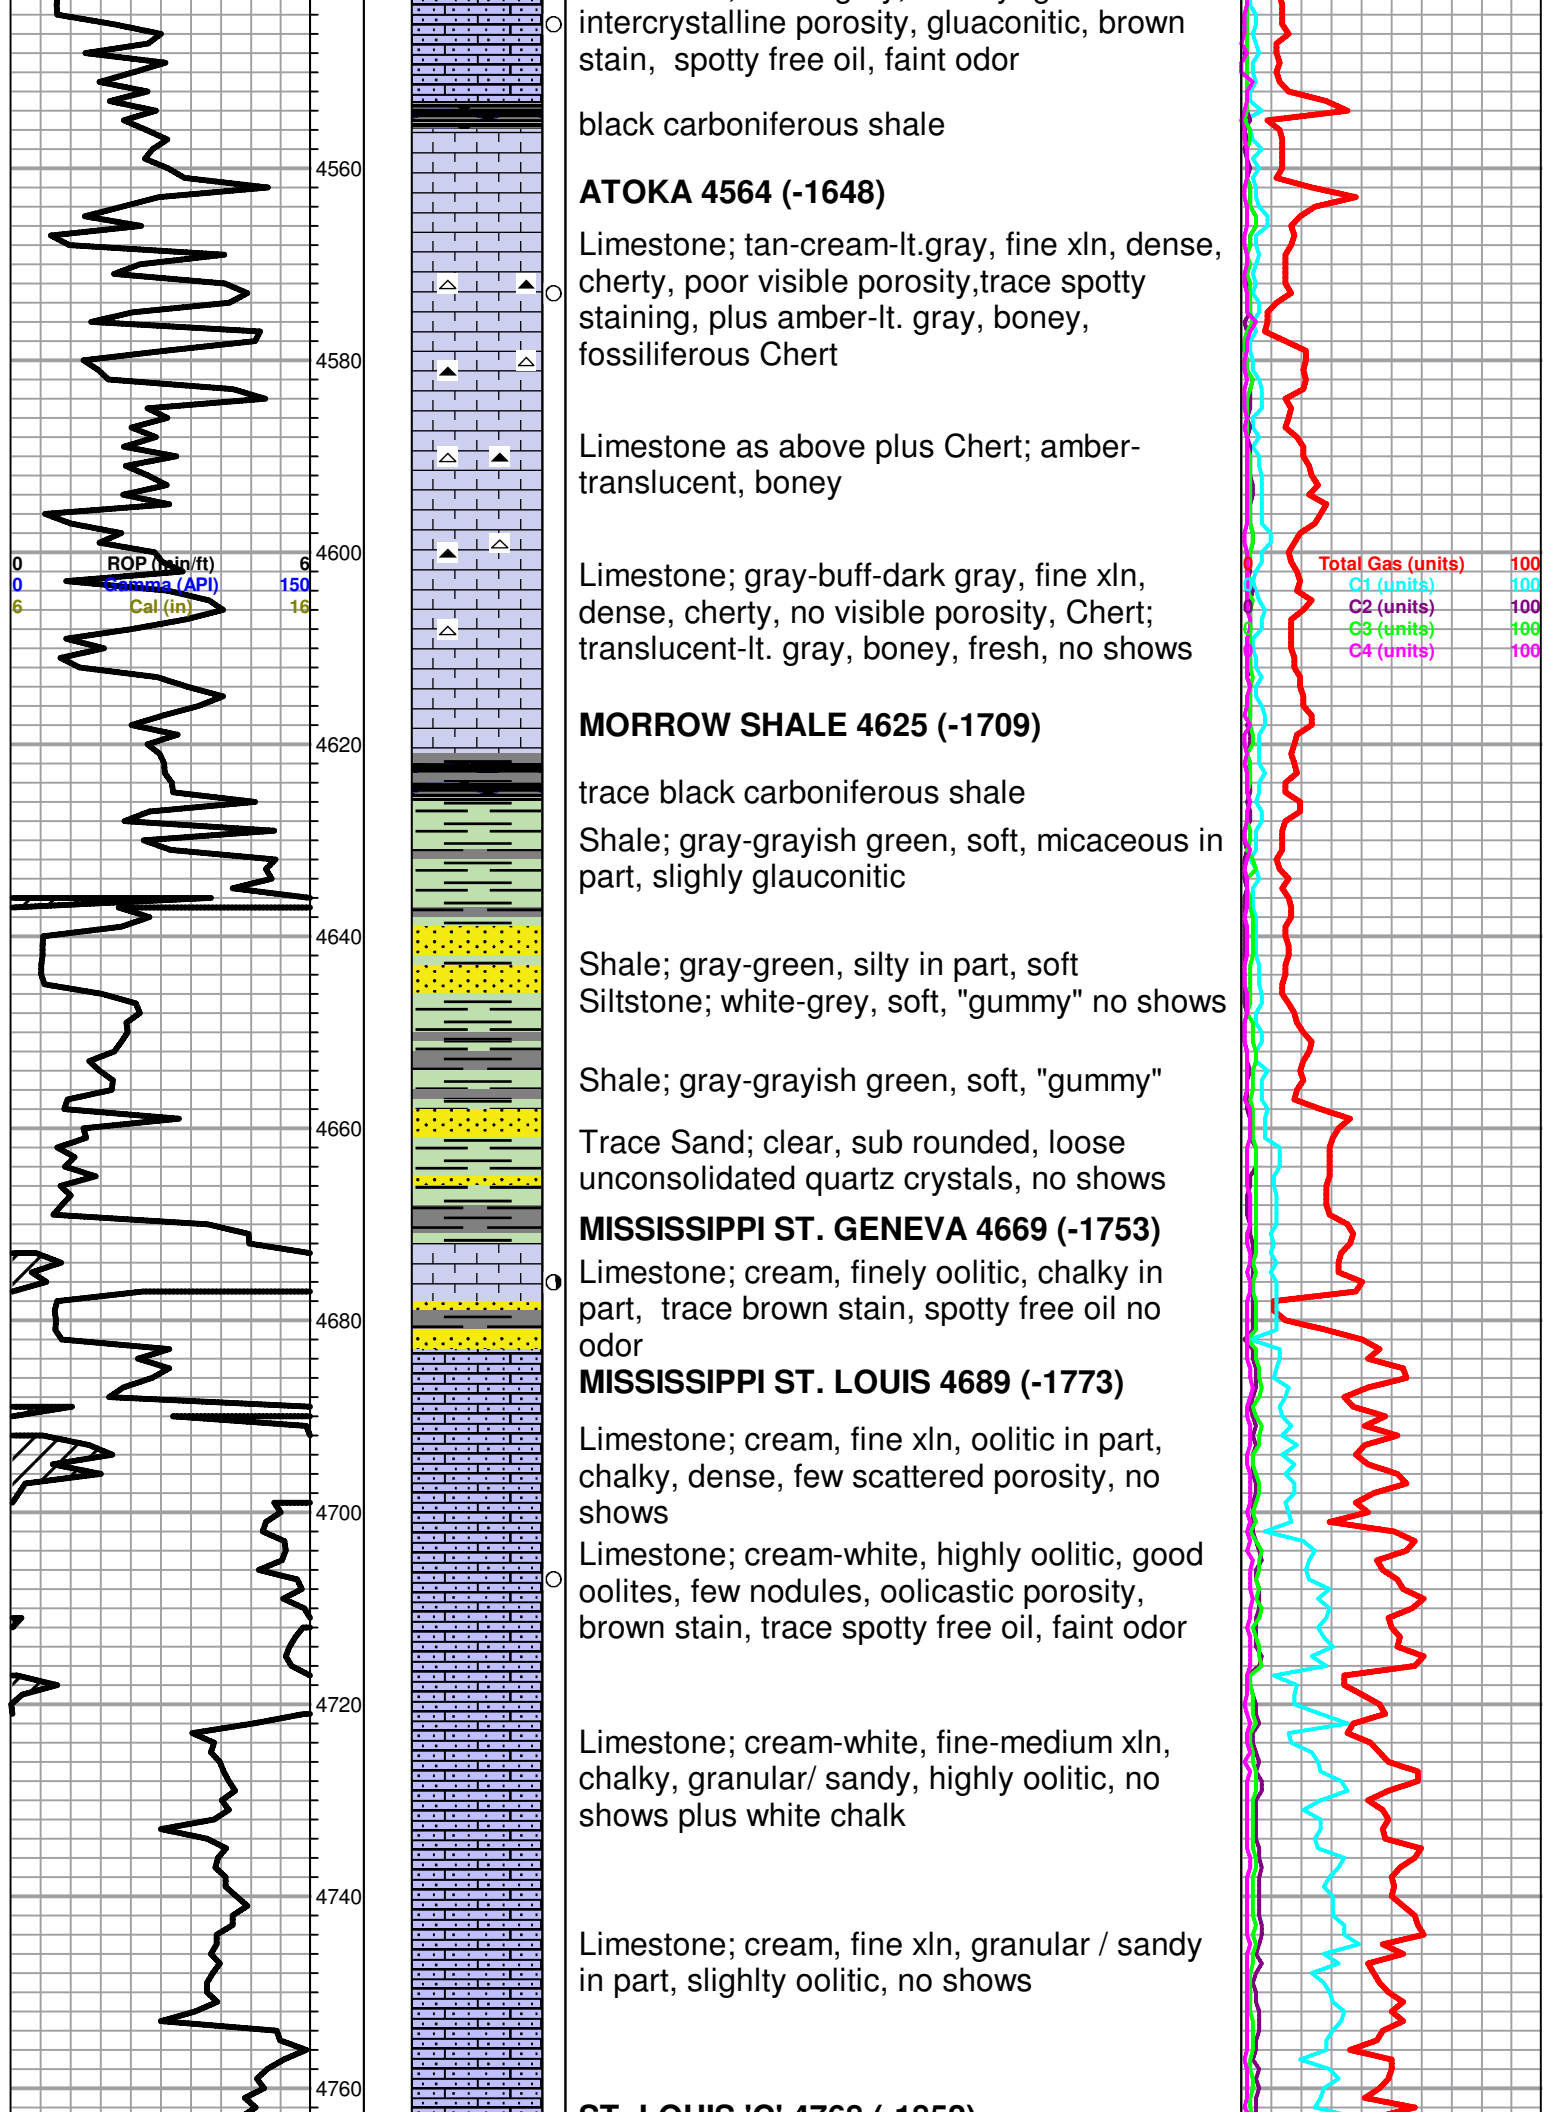 intercrystalline porosity, gluaconitic, brown
stain, spotty free oil, faint odor
black carboniferous shale
4560
ATOKA 4564 (-1648)
Limestone; tan-cream-lt.gray, fine xln, dense,
cherty, poor visible porosity,trace spotty
staining, plus amber-lt. gray, boney,
fossiliferous Chert
4580
Limestone as above plus Chert; amber-
translucent, boney
4600
0 ROP (min/ft) 6
0 Gamma (API) 150
6 Cal (in) 16
0 Total Gas (units) 100
0 C1 (units) 100
0 C2 (units) 100
0 C3 (units) 100
0 C4 (units) 100
Limestone; gray-buff-dark gray, fine xln,
dense, cherty, no visible porosity, Chert;
translucent-lt. gray, boney, fresh, no shows
MORROW SHALE 4625 (-1709)
4620
trace black carboniferous shale
Shale; gray-grayish green, soft, micaceous in
part, slighly glauconitic
4640
Shale; gray-green, silty in part, soft
Siltstone; white-grey, soft, "gummy" no shows
Shale; gray-grayish green, soft, "gummy"
4660
Trace Sand; clear, sub rounded, loose
unconsolidated quartz crystals, no shows
MISSISSIPPI ST. GENEVA 4669 (-1753)
Limestone; cream, finely oolitic, chalky in
part, trace brown stain, spotty free oil no
odor
4680
MISSISSIPPI ST. LOUIS 4689 (-1773)
Limestone; cream, fine xln, oolitic in part,
chalky, dense, few scattered porosity, no
shows
4700
Limestone; cream-white, highly oolitic, good
oolites, few nodules, oolicastic porosity,
brown stain, trace spotty free oil, faint odor
4720
Limestone; cream-white, fine-medium xln,
chalky, granular/ sandy, highly oolitic, no
shows plus white chalk
4740
Limestone; cream, fine xln, granular / sandy
in part, slighlty oolitic, no shows
4760
ST. LOUIS 'C' 4768